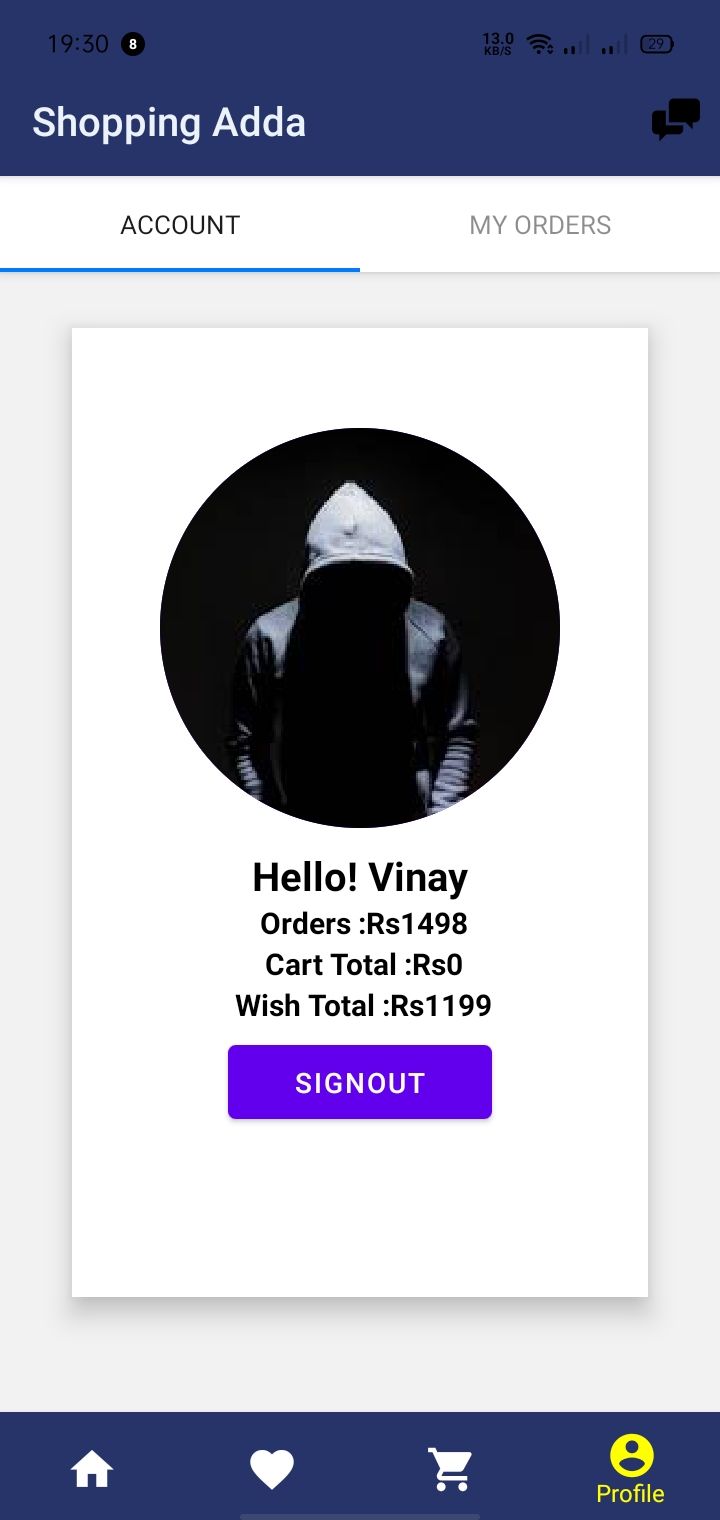 19:30 8 13.0 KB/S 29
Shopping Adda
ACCOUNT MY ORDERS
Hello! Vinay
Orders :Rs1498
Cart Total :Rs0
Wish Total :Rs1199
SIGNOUT
Profile